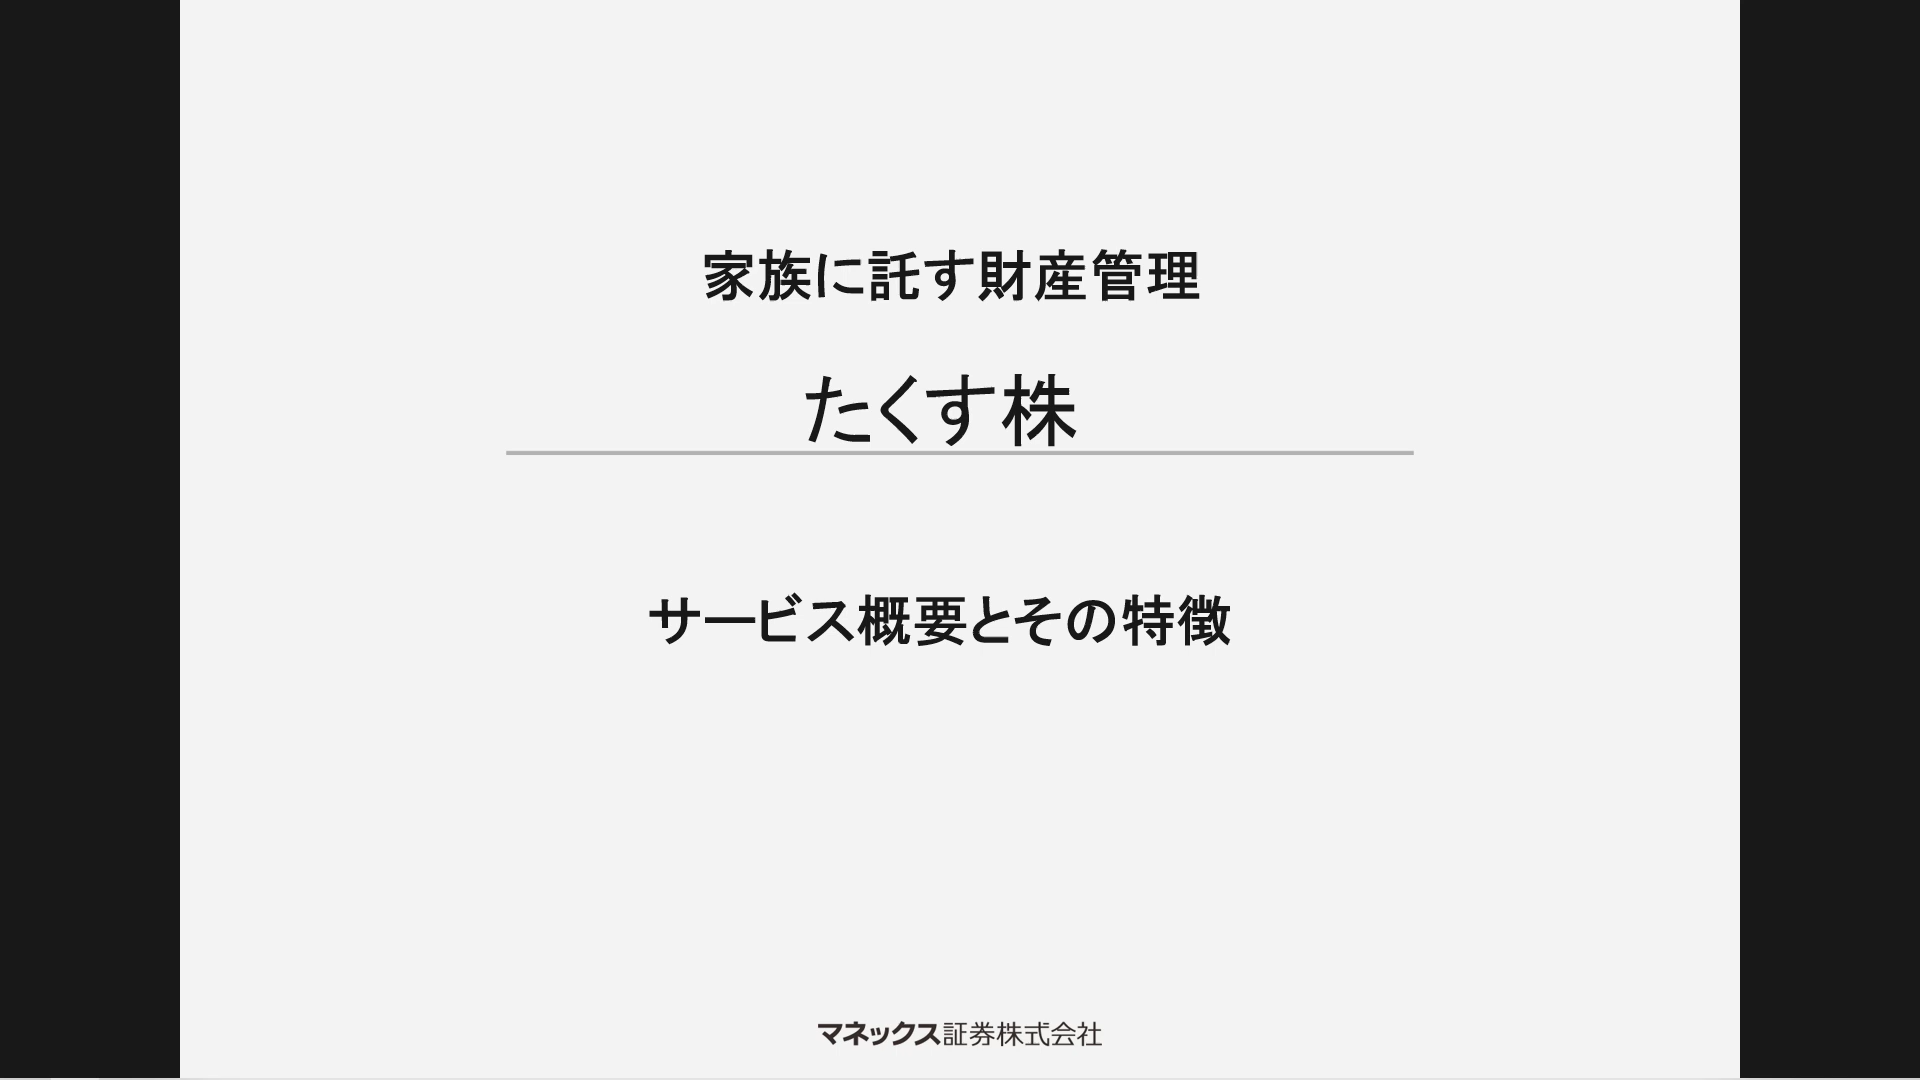 家族に託す財産管理
たくす株
サービス概要とその特徴
マネックス証券株式会社